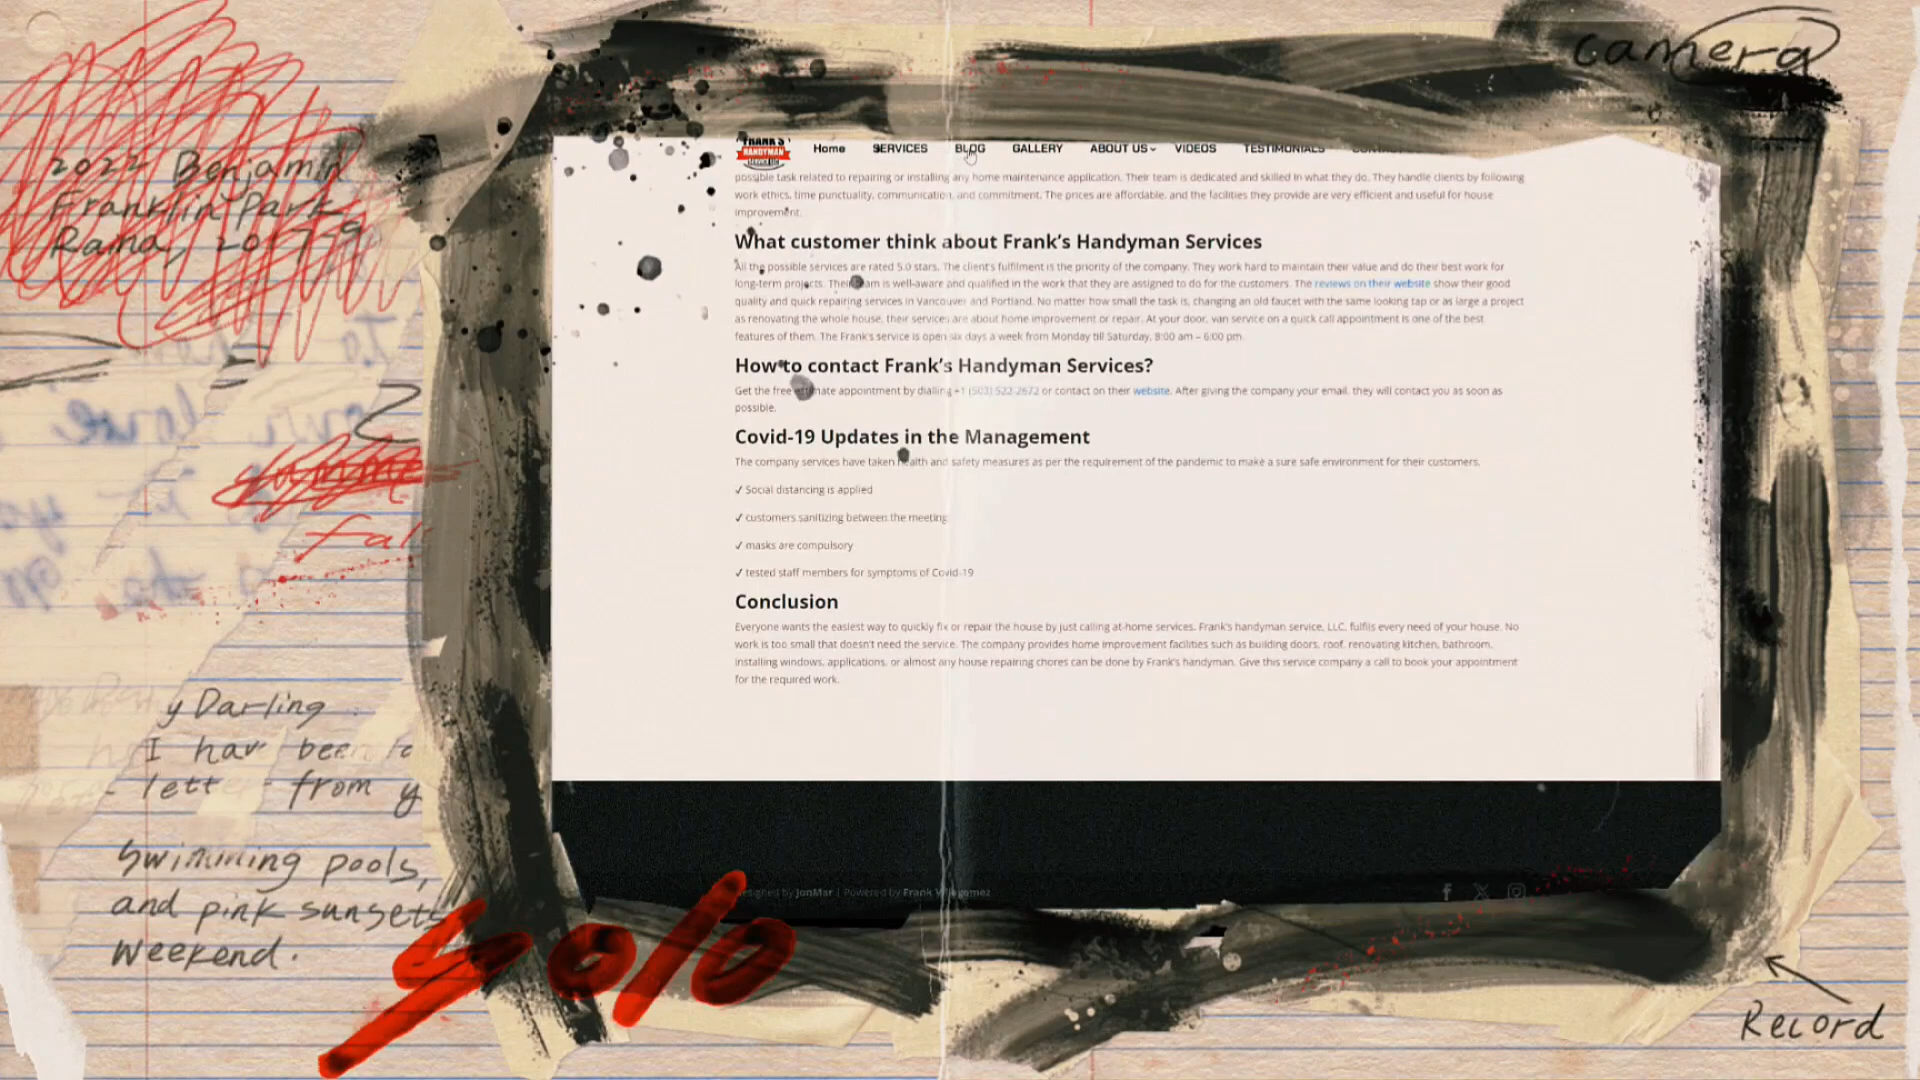 camera
2022 Benjamin
Franklin Park
FRANK'S
HANDYMAN
Home SERVICES BLOG GALLERY ABOUT US VIDEOS TESTIMONIALS
possible task related to repairing or installing any home maintenance application. Their team is dedicated and skilled in what they do. They handle clients by following
work ethics, time punctuality, communication, and commitment. The prices are affordable, and the facilities they provide are very efficient and useful for house
improvement.
What customer think about Frank's Handyman Services
All the possible services are rated 5.0 stars. The client's fulfilment is the priority of the company. They work hard to maintain their value and do their best work for
long-term projects. Their team is well-aware and qualified in the work that they are assigned to do for the customers. The reviews on their website show their good
quality and quick repairing services in Vancouver and Portland. No matter how small the task is, changing an old faucet with the same looking tap or as large a project
as renovating the whole house, their services are about home improvement or repair. At your door, van service on a quick call appointment is one of the best
features of them. The Frank's service is open six days a week from Monday till Saturday, 8:00 am – 6:00 pm.
How to contact Frank's Handyman Services?
Get the free estimate appointment by dialling +1 (503) 522-2672 or contact on their website. After giving the company your email, they will contact you as soon as
possible.
Covid-19 Updates in the Management
The company services have taken health and safety measures as per the requirement of the pandemic to make a sure safe environment for their customers.
✓ Social distancing is applied
✓ customers sanitizing between the meeting
✓ masks are compulsory
✓ tested staff members for symptoms of Covid-19
Conclusion
Everyone wants the easiest way to quickly fix or repair the house by just calling at-home services. Frank's handyman service, LLC, fulfils every need of your house. No
work is too small that doesn't need the service. The company provides home improvement facilities such as building doors, roof, renovating kitchen, bathroom,
installing windows, applications, or almost any house repairing chores can be done by Frank's handyman. Give this service company a call to book your appointment
for the required work.
y Darling
I hav been
letter from y
Swimming pools,
and pink sunsets
Weekend.
Designed by JonMar | Powered by Frank Villagomez
Record